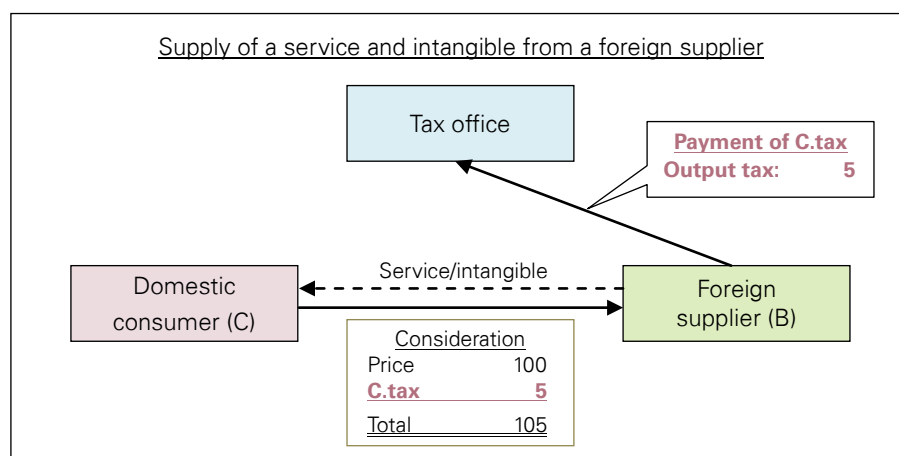 Supply of a service and intangible from a foreign supplier
Tax office
Payment of C.tax
Output tax: 5
Service/intangible
Domestic
consumer (C)
Foreign
supplier (B)
Consideration
Price 100
C.tax 5
Total 105